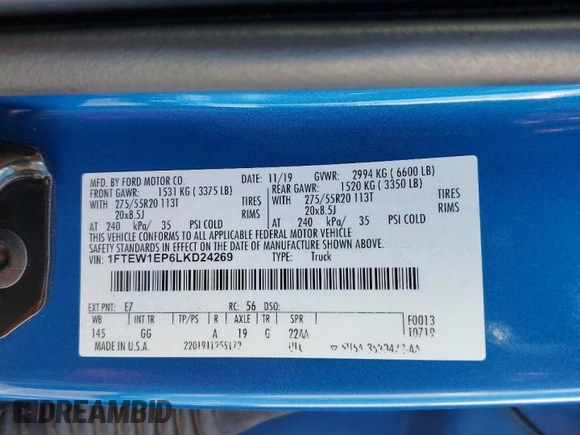 MFD. BY FORD MOTOR CO. 11/19 GVWR: 2994 KG ( 6600 LB)
FRONT GAWR: 1531 KG ( 3375 LB) REAR GAWR: 1520 KG ( 3350 LB)
WITH 275/55R20 113T TIRES WITH 275/55R20 113T TIRES
20x8.5J RIMS 20x8.5J RIMS
AT 240 kPa/ 35 PSI COLD AT 240 kPa/ 35 PSI COLD
THIS VEHICLE CONFORMS TO ALL APPLICABLE FEDERAL MOTOR VEHICLE
SAFETY STANDARDS IN EFFECT ON THE DATE OF MANUFACTURE SHOWN ABOVE.
VIN: 1FTEW1EP6LKD24269 TYPE: Truck
EXT PNT: E7 RC: 56 DSO:
WB INT TR TP/PS R AXLE TR SPR F0013
145 GG A 19 G 22AA T0710
MADE IN U.S.A.
DREAMBID